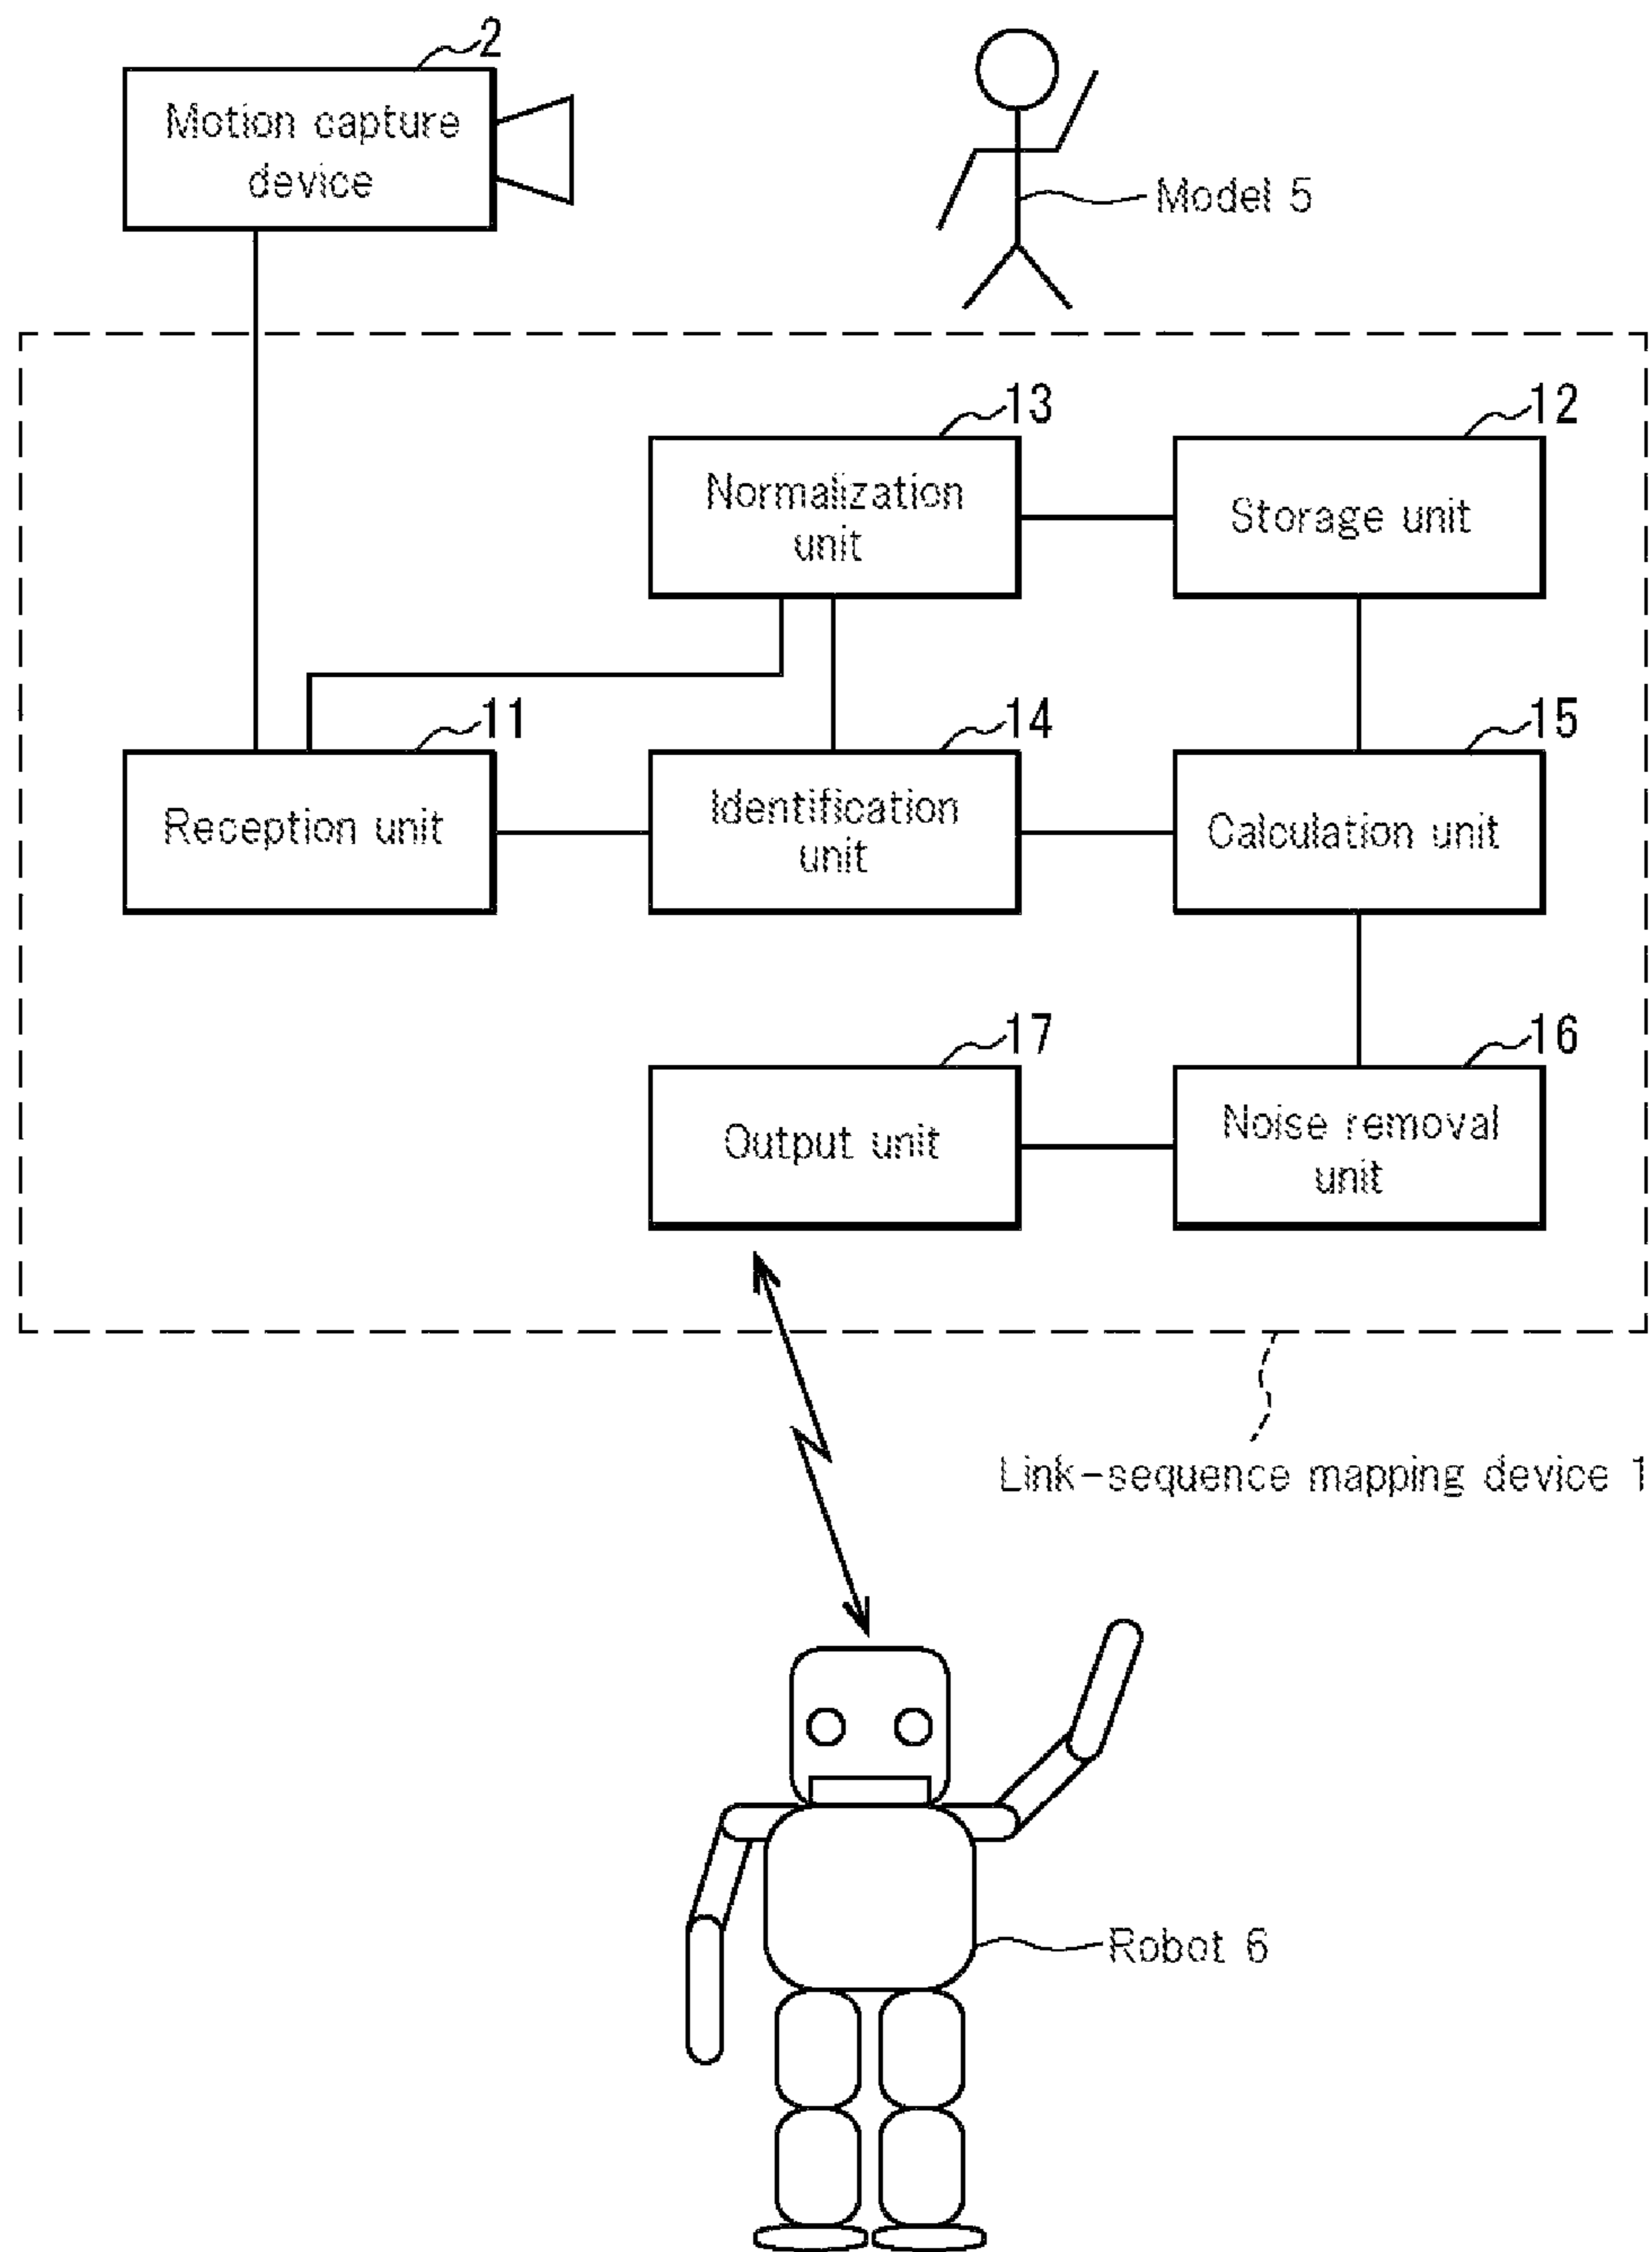 2
Motion capture
device
Model 5
13
12
Normalization
unit
Storage unit
11
14
15
Reception unit
Identification
unit
Calculation unit
17
16
Output unit
Noise removal
unit
Link-sequence mapping device 1
Robot 6